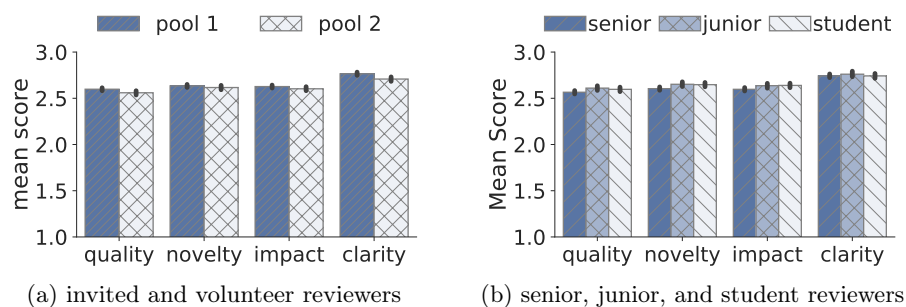 pool 1 pool 2
mean score
3.0
2.5
2.0
1.5
1.0
quality novelty impact clarity
(a) invited and volunteer reviewers
senior junior student
Mean Score
3.0
2.5
2.0
1.5
1.0
quality novelty impact clarity
(b) senior, junior, and student reviewers